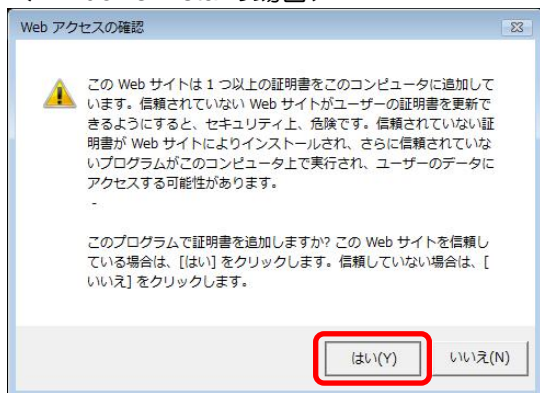 Web アクセスの確認
この Web サイトは 1 つ以上の証明書をこのコンピュータに追加して
います。信頼されていない Web サイトがユーザーの証明書を更新で
きるようにすると、セキュリティ上、危険です。信頼されていない証
明書が Web サイトによりインストールされ、さらに信頼されていな
いプログラムがこのコンピュータ上で実行され、ユーザーのデータに
アクセスする可能性があります。
-
このプログラムで証明書を追加しますか? この Web サイトを信頼し
ている場合は、[はい] をクリックします。信頼していない場合は、[
いいえ] をクリックします。
はい(Y)
いいえ(N)